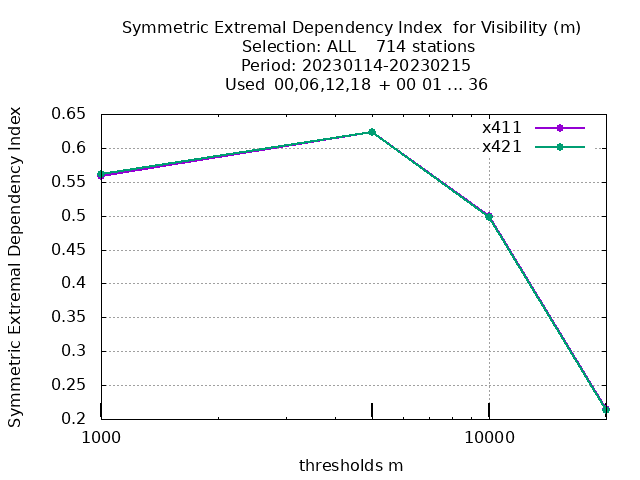 Symmetric Extremal Dependency Index  for Visibility (m)
Selection: ALL    714 stations
Period: 20230114-20230215
Used  00,06,12,18  + 00 01 ... 36
Symmetric Extremal Dependency Index
0.65
0.6
0.55
0.5
0.45
0.4
0.35
0.3
0.25
0.2
x411
x421
1000
10000
thresholds m